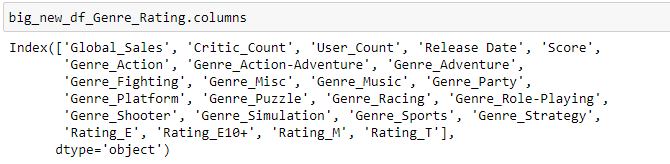 big_new_df_Genre_Rating.columns
Index(['Global_Sales', 'Critic_Count', 'User_Count', 'Release Date', 'Score',
'Genre_Action', 'Genre_Action-Adventure', 'Genre_Adventure',
'Genre_Fighting', 'Genre_Misc', 'Genre_Music', 'Genre_Party',
'Genre_Platform', 'Genre_Puzzle', 'Genre_Racing', 'Genre_Role-Playing',
'Genre_Shooter', 'Genre_Simulation', 'Genre_Sports', 'Genre_Strategy',
'Rating_E', 'Rating_E10+', 'Rating_M', 'Rating_T'],
dtype='object')